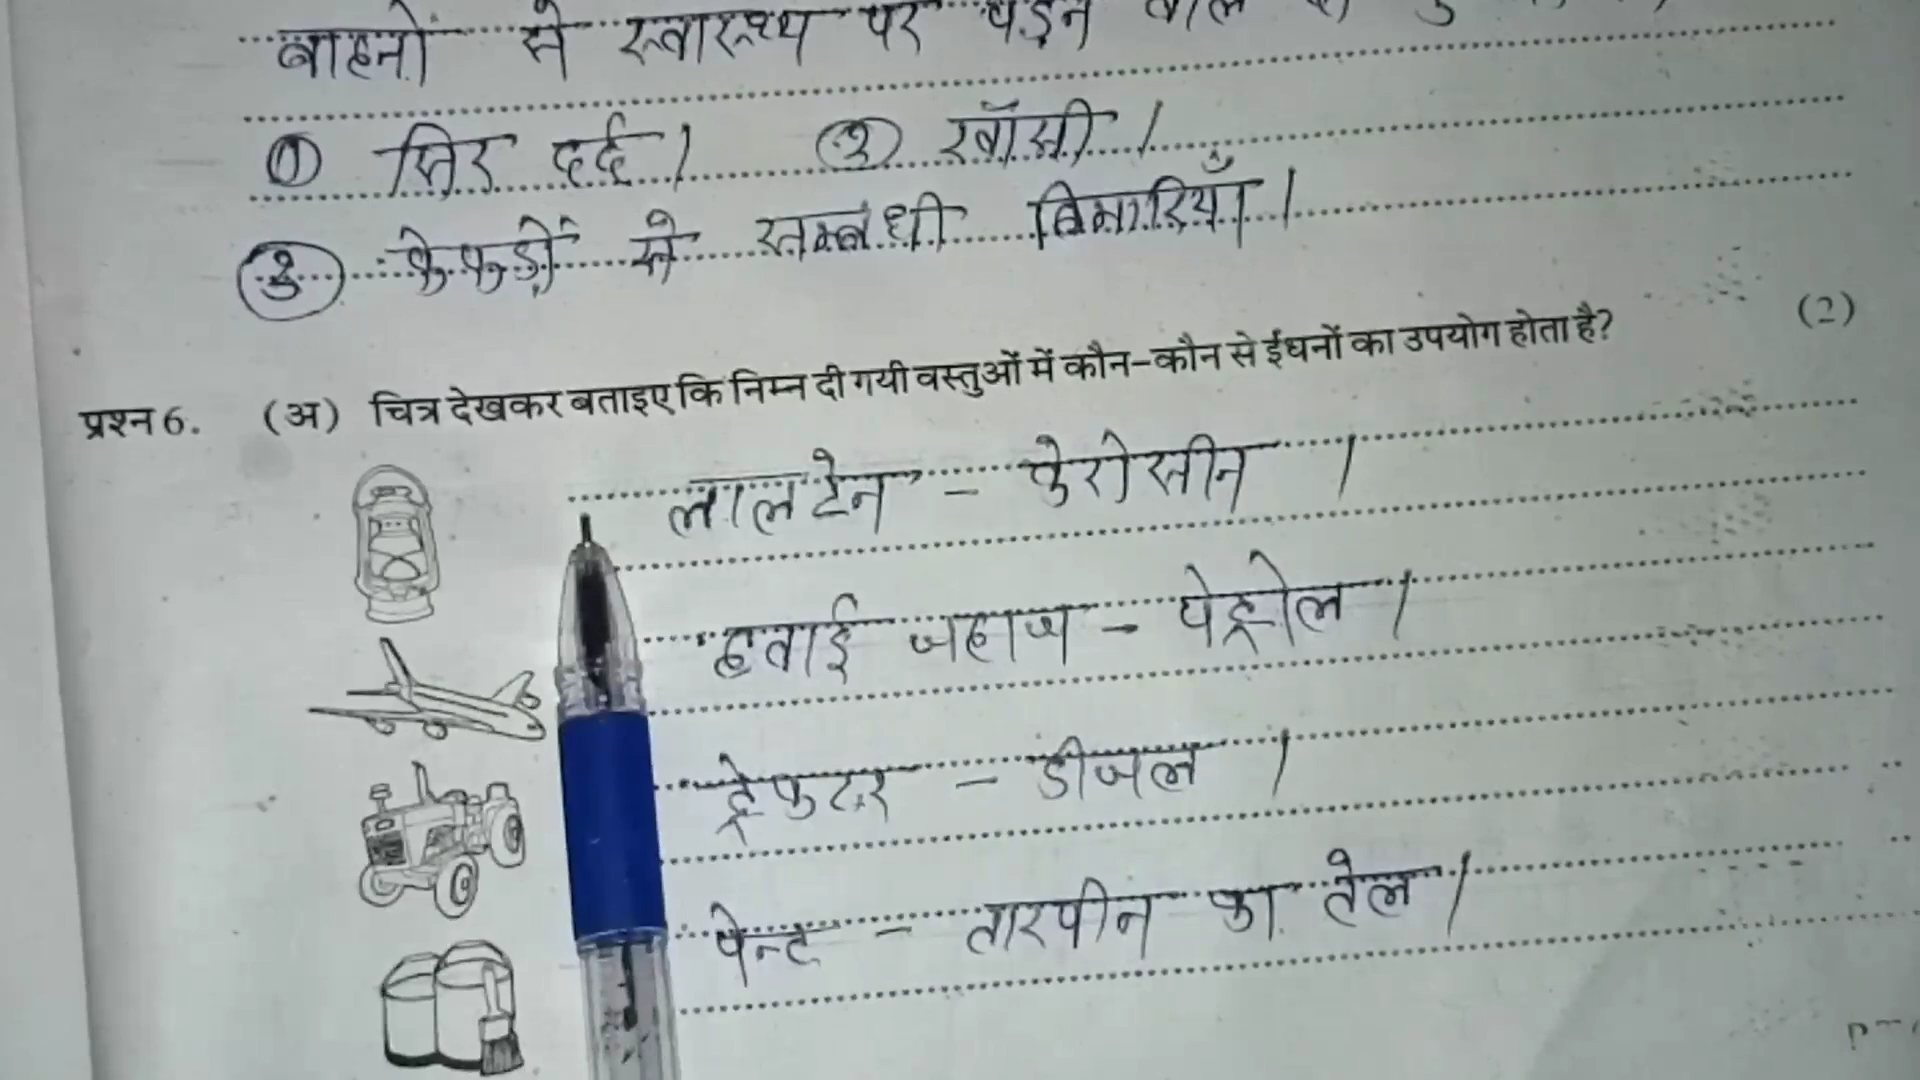 वाहनों से स्वास्थ्य पर पड़ने वाले
① सिर दर्द। ② खाँसी।
③ फेफड़ों से सम्बंधी बिमारियाँ।
(2)
प्रश्न 6. (अ) चित्र देखकर बताइए कि निम्न दी गयी वस्तुओं में कौन-कौन से ईंधनों का उपयोग होता है?
लालटेन - केरोसीन ।
हवाई जहाज - पेट्रोल ।
ट्रेक्टर - डीजल ।
पेन्ट - तारपीन का तेल ।